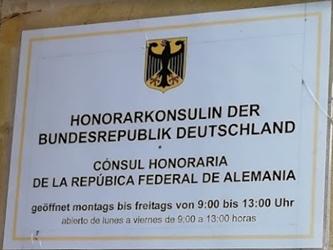 HONORARKONSULIN DER
BUNDESREPUBLIK DEUTSCHLAND
CÓNSUL HONORARIA
DE LA REPÚBICA FEDERAL DE ALEMANIA
geöffnet montags bis freitags von 9:00 bis 13:00 Uhr
abierto de lunes a viernes de 9:00 a 13:00 horas